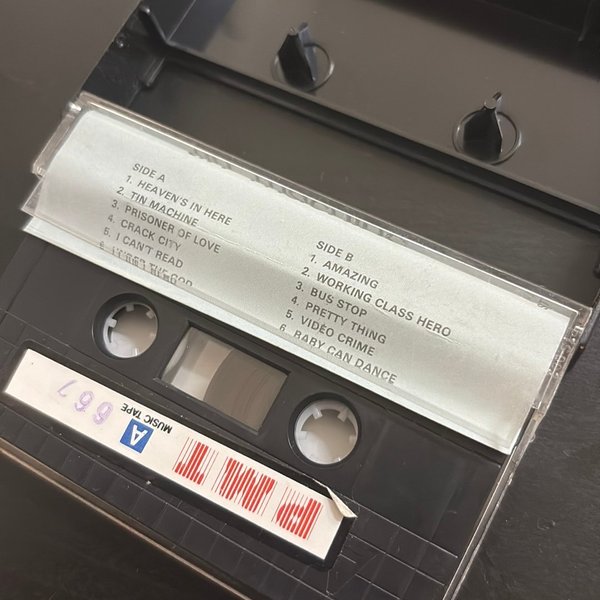 SIDE A
1. HEAVEN'S IN HERE
2. TIN MACHINE
3. PRISONER OF LOVE
4. CRACK CITY
5. I CAN'T READ
6.
SIDE B
1. AMAZING
2. WORKING CLASS HERO
3. BUS STOP
4. PRETTY THING
5. VIDEO CRIME
6. BABY CAN DANCE
PMT
MUSIC TAPE
A
667